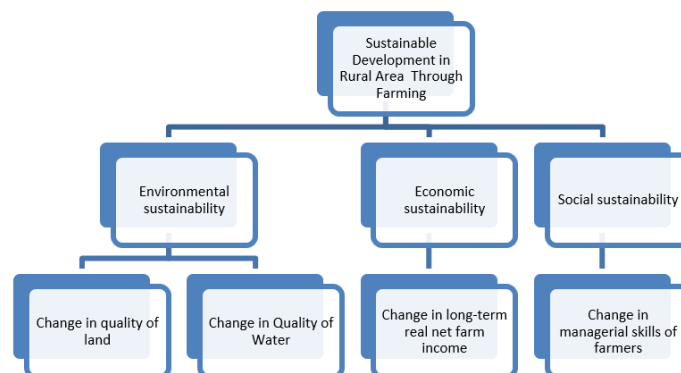 Sustainable
Development in
Rural Area Through
Farming
Environmental
sustainability
Economic
sustainability
Social sustainability
Change in quality of
land
Change in Quality of
Water
Change in long-term
real net farm
income
Change in
managerial skills of
farmers